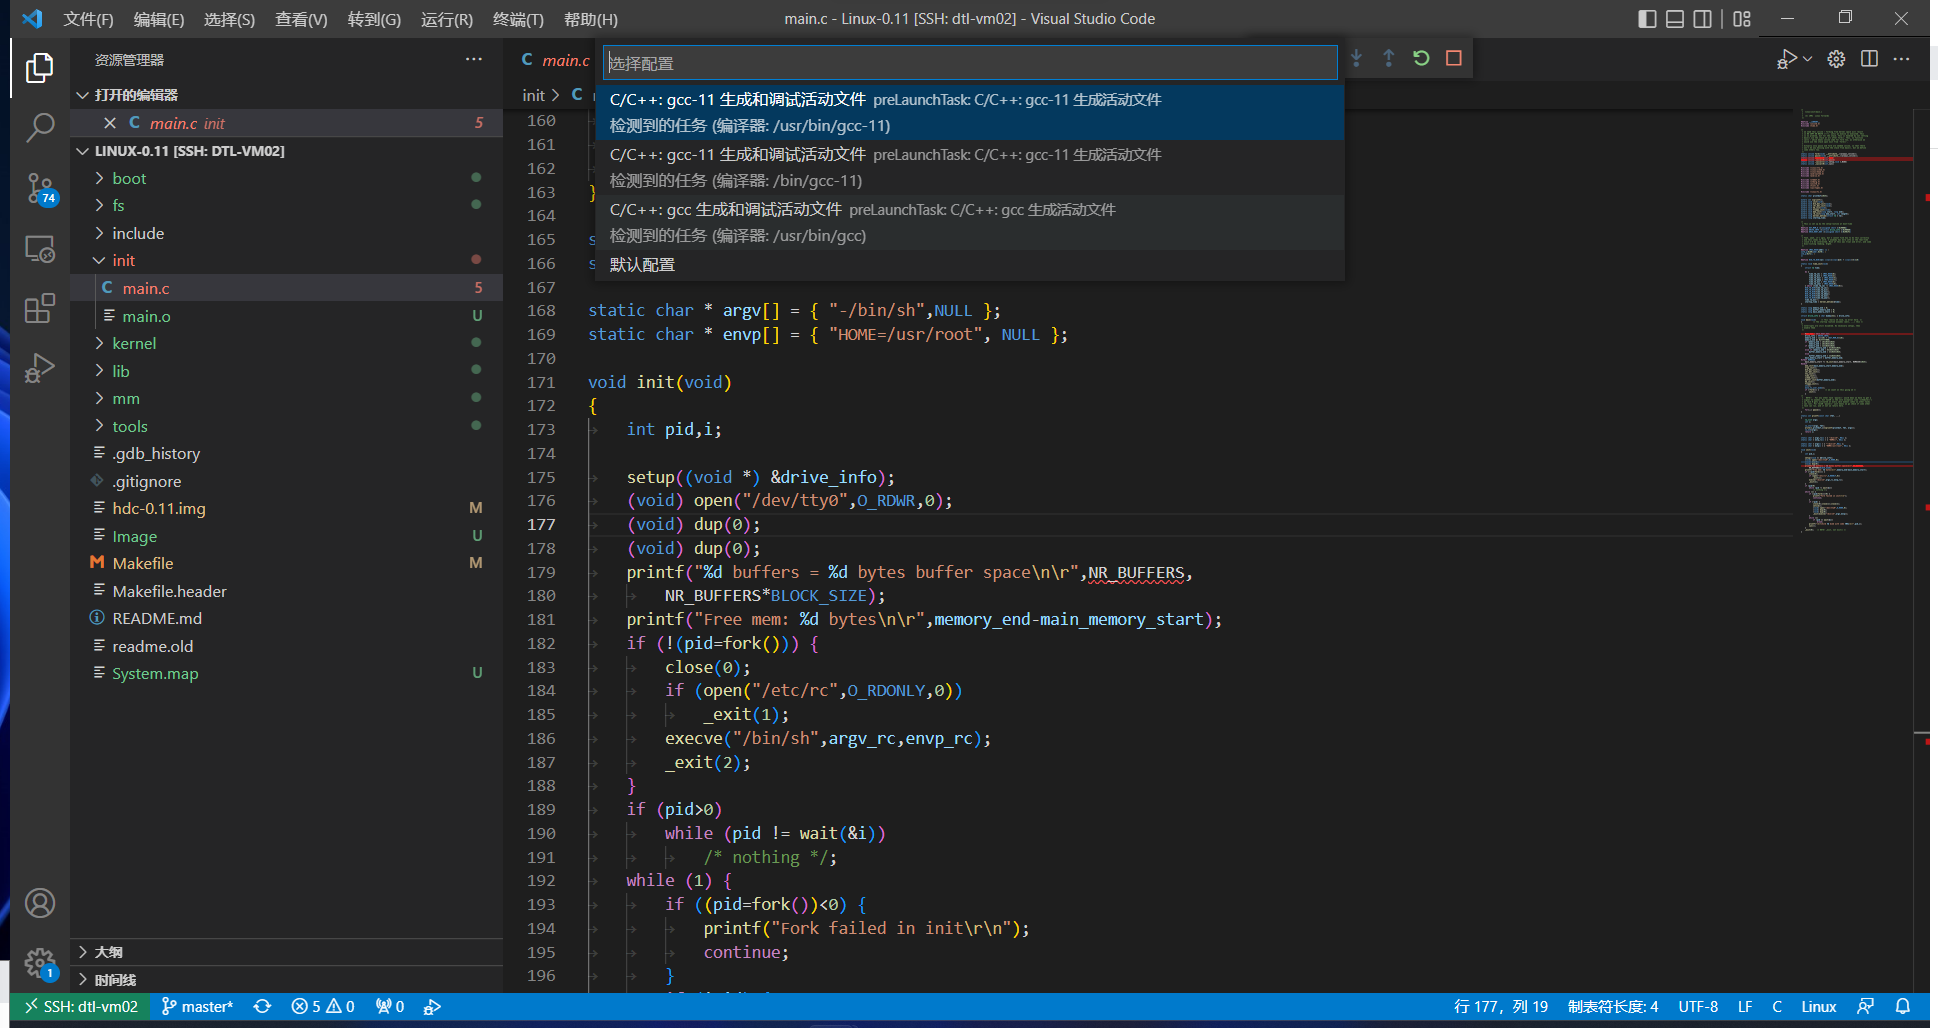 文件(F) 编辑(E) 选择(S) 查看(V) 转到(G) 运行(R) 终端(T) 帮助(H)
main.c - Linux-0.11 [SSH: dtl-vm02] - Visual Studio Code
资源管理器
打开的编辑器
C main.c init 5
LINUX-0.11 [SSH: DTL-VM02]
boot
fs
include
init
C main.c 5
main.o U
kernel
lib
mm
tools
.gdb_history
.gitignore
hdc-0.11.img M
Image U
M Makefile M
Makefile.header
README.md
readme.old
System.map U
大纲
时间线
74
1
C main.c
init > C
选择配置
C/C++: gcc-11 生成和调试活动文件 preLaunchTask: C/C++: gcc-11 生成活动文件
检测到的任务 (编译器: /usr/bin/gcc-11)
C/C++: gcc-11 生成和调试活动文件 preLaunchTask: C/C++: gcc-11 生成活动文件
检测到的任务 (编译器: /bin/gcc-11)
C/C++: gcc 生成和调试活动文件 preLaunchTask: C/C++: gcc 生成活动文件
检测到的任务 (编译器: /usr/bin/gcc)
默认配置
160
161
162
163 }
164
165 s
166 s
167
168 static char * argv[] = { "-/bin/sh",NULL };
169 static char * envp[] = { "HOME=/usr/root", NULL };
170
171 void init(void)
172 {
173 int pid,i;
174
175 setup((void *) &drive_info);
176 (void) open("/dev/tty0",O_RDWR,0);
177 (void) dup(0);
178 (void) dup(0);
179 printf("%d buffers = %d bytes buffer space\n\r",NR_BUFFERS,
180 NR_BUFFERS*BLOCK_SIZE);
181 printf("Free mem: %d bytes\n\r",memory_end-main_memory_start);
182 if (!(pid=fork())) {
183 close(0);
184 if (open("/etc/rc",O_RDONLY,0))
185 _exit(1);
186 execve("/bin/sh",argv_rc,envp_rc);
187 _exit(2);
188 }
189 if (pid>0)
190 while (pid != wait(&i))
191 /* nothing */;
192 while (1) {
193 if ((pid=fork())<0) {
194 printf("Fork failed in init\r\n");
195 continue;
196 }
SSH: dtl-vm02 master* 5 0 0
行 177，列 19 制表符长度: 4 UTF-8 LF C Linux